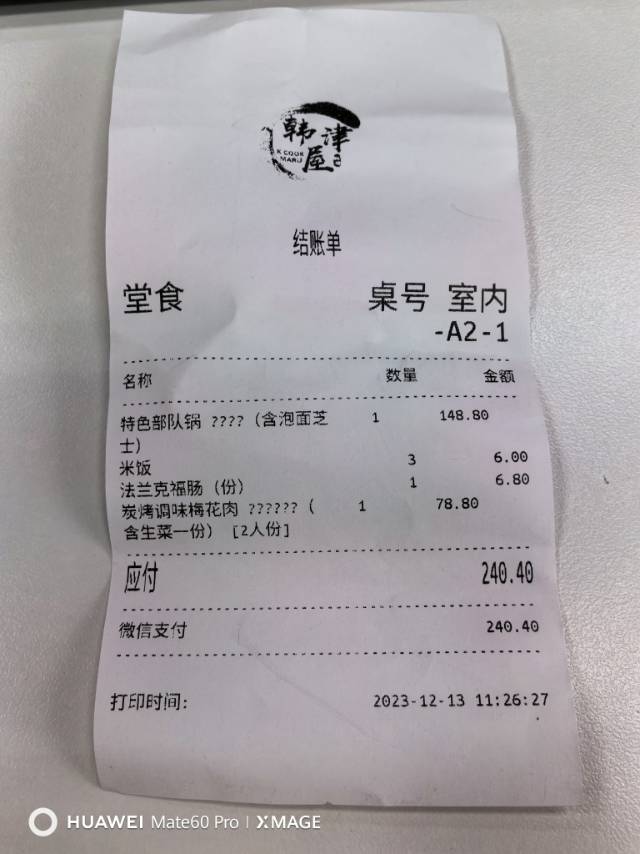 韩津
屋
K COOK
MARU
结账单
堂食 桌号 室内
-A2-1
名称 数量 金额
特色部队锅 ???? (含泡面芝 1 148.80
士)
米饭 3 6.00
法兰克福肠 (份) 1 6.80
炭烤调味梅花肉 ?????? ( 1 78.80
含生菜一份) [2人份]
应付 240.40
微信支付 240.40
打印时间: 2023-12-13 11:26:27
HUAWEI Mate60 Pro | XMAGE